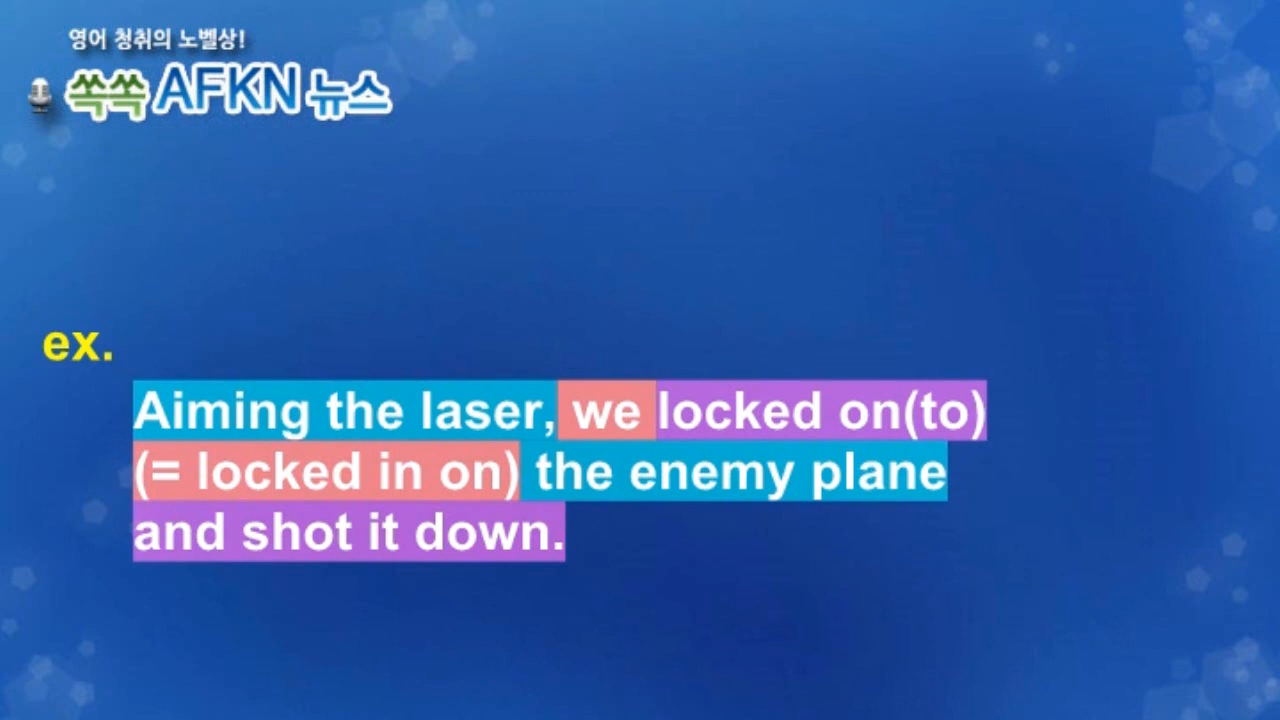 영어 청취의 노벨상!
쏙쏙 AFKN 뉴스
ex.
Aiming the laser, we locked on(to)
(= locked in on) the enemy plane
and shot it down.